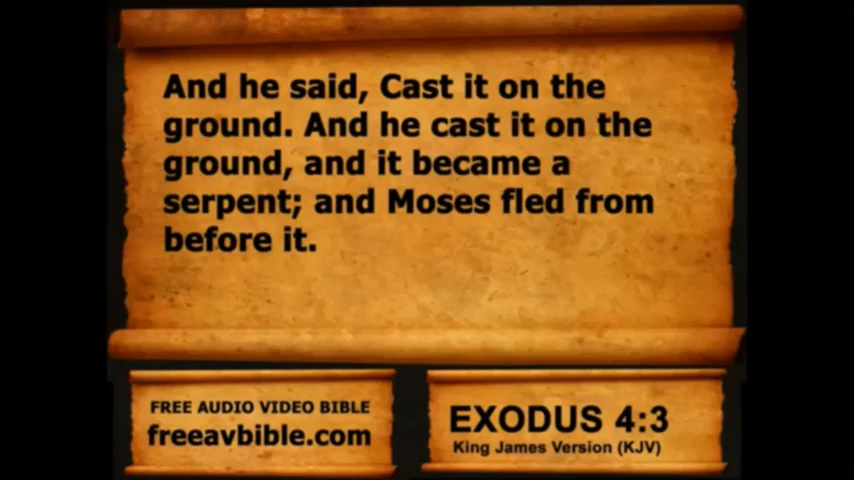 And he said, Cast it on the
ground. And he cast it on the
ground, and it became a
serpent; and Moses fled from
before it.
FREE AUDIO VIDEO BIBLE
freeavbible.com
EXODUS 4:3
King James Version (KJV)